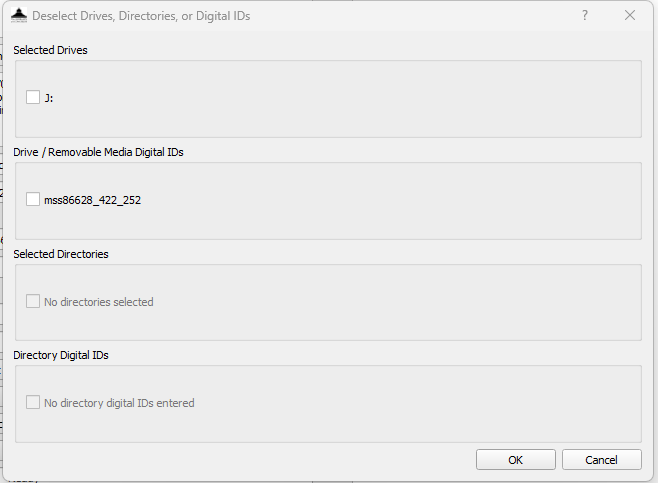 Deselect Drives, Directories, or Digital IDs
?
Selected Drives
J:
Drive / Removable Media Digital IDs
mss86628_422_252
Selected Directories
No directories selected
Directory Digital IDs
No directory digital IDs entered
OK Cancel